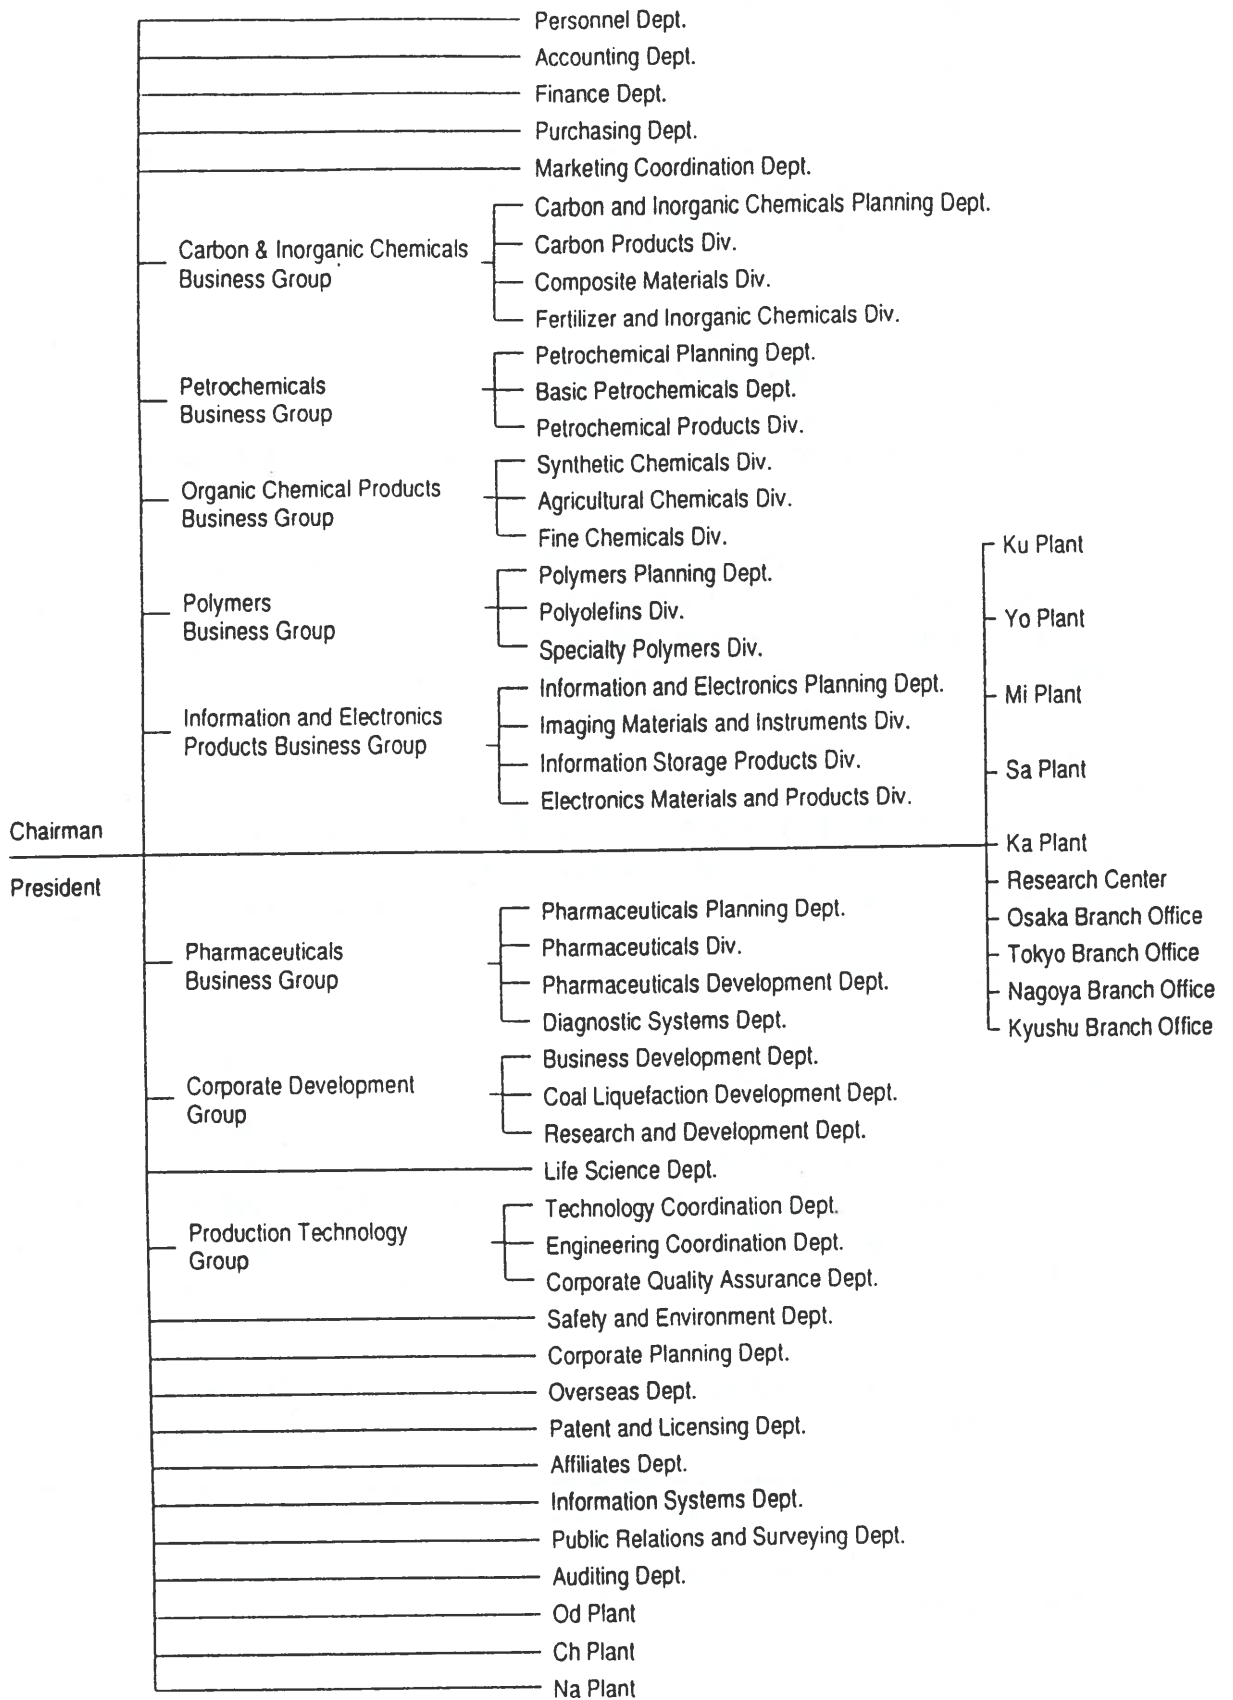 Personnel Dept.
Accounting Dept.
Finance Dept.
Purchasing Dept.
Marketing Coordination Dept.
Carbon & Inorganic Chemicals
Business Group
Carbon and Inorganic Chemicals Planning Dept.
Carbon Products Div.
Composite Materials Div.
Fertilizer and Inorganic Chemicals Div.
Petrochemicals
Business Group
Petrochemical Planning Dept.
Basic Petrochemicals Dept.
Petrochemical Products Div.
Organic Chemical Products
Business Group
Synthetic Chemicals Div.
Agricultural Chemicals Div.
Fine Chemicals Div.
Polymers
Business Group
Polymers Planning Dept.
Polyolefins Div.
Specialty Polymers Div.
Information and Electronics
Products Business Group
Information and Electronics Planning Dept.
Imaging Materials and Instruments Div.
Information Storage Products Div.
Electronics Materials and Products Div.
Chairman
President
Ku Plant
Yo Plant
Mi Plant
Sa Plant
Ka Plant
Research Center
Osaka Branch Office
Tokyo Branch Office
Nagoya Branch Office
Kyushu Branch Office
Pharmaceuticals
Business Group
Pharmaceuticals Planning Dept.
Pharmaceuticals Div.
Pharmaceuticals Development Dept.
Diagnostic Systems Dept.
Corporate Development
Group
Business Development Dept.
Coal Liquefaction Development Dept.
Research and Development Dept.
Life Science Dept.
Production Technology
Group
Technology Coordination Dept.
Engineering Coordination Dept.
Corporate Quality Assurance Dept.
Safety and Environment Dept.
Corporate Planning Dept.
Overseas Dept.
Patent and Licensing Dept.
Affiliates Dept.
Information Systems Dept.
Public Relations and Surveying Dept.
Auditing Dept.
Od Plant
Ch Plant
Na Plant